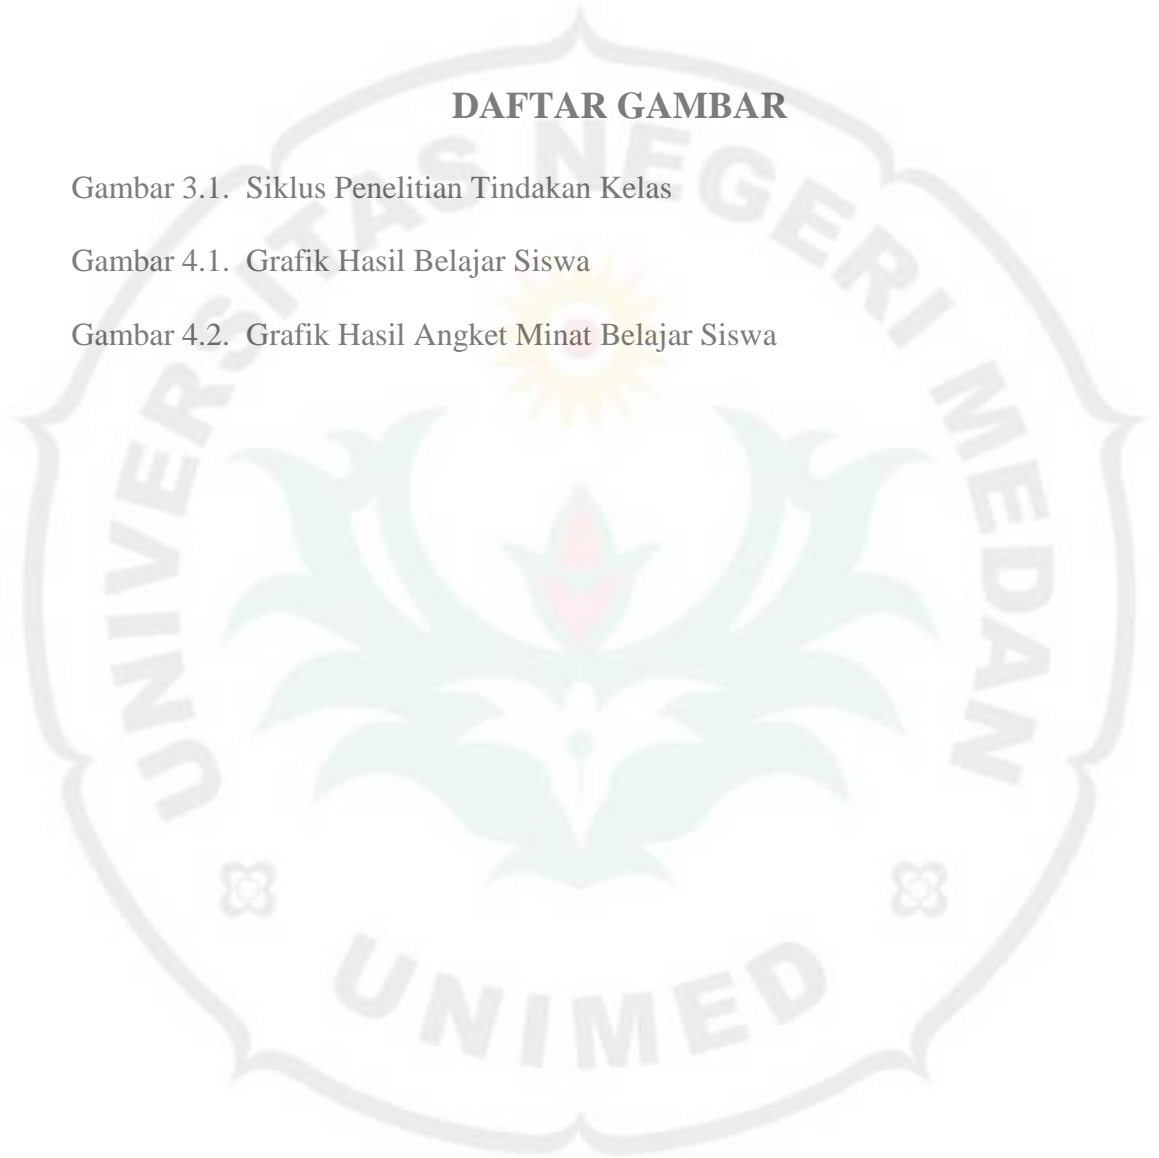 DAFTAR GAMBAR
Gambar 3.1. Siklus Penelitian Tindakan Kelas
Gambar 4.1. Grafik Hasil Belajar Siswa
Gambar 4.2. Grafik Hasil Angket Minat Belajar Siswa
UNIVERSITAS NEGERI MEDAN
UNIMED